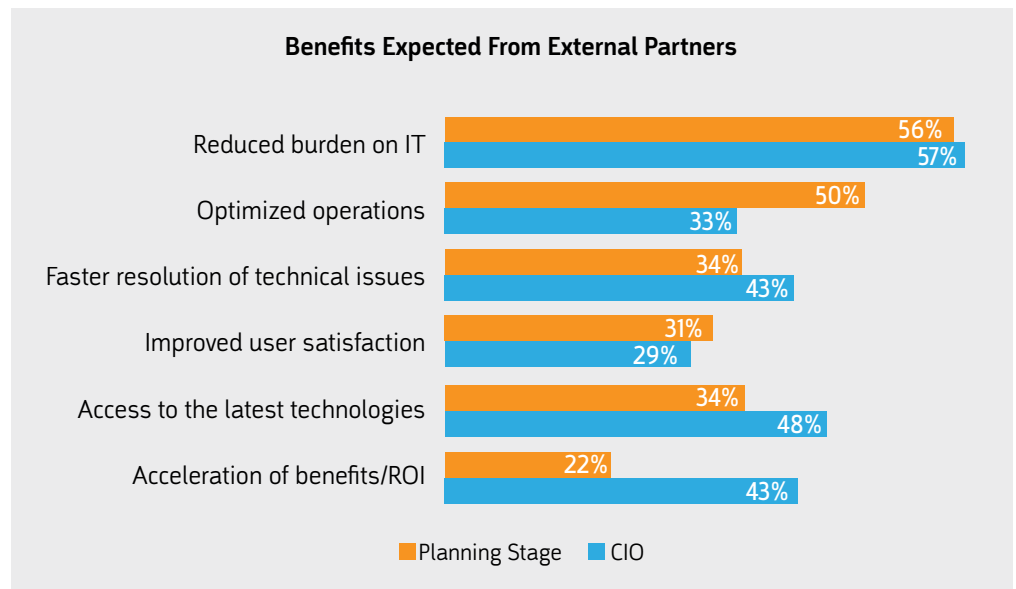 Benefits Expected From External Partners
Reduced burden on IT
56%
57%
Optimized operations
50%
33%
Faster resolution of technical issues
34%
43%
Improved user satisfaction
31%
29%
Access to the latest technologies
34%
48%
Acceleration of benefits/ROI
22%
43%
Planning Stage CIO